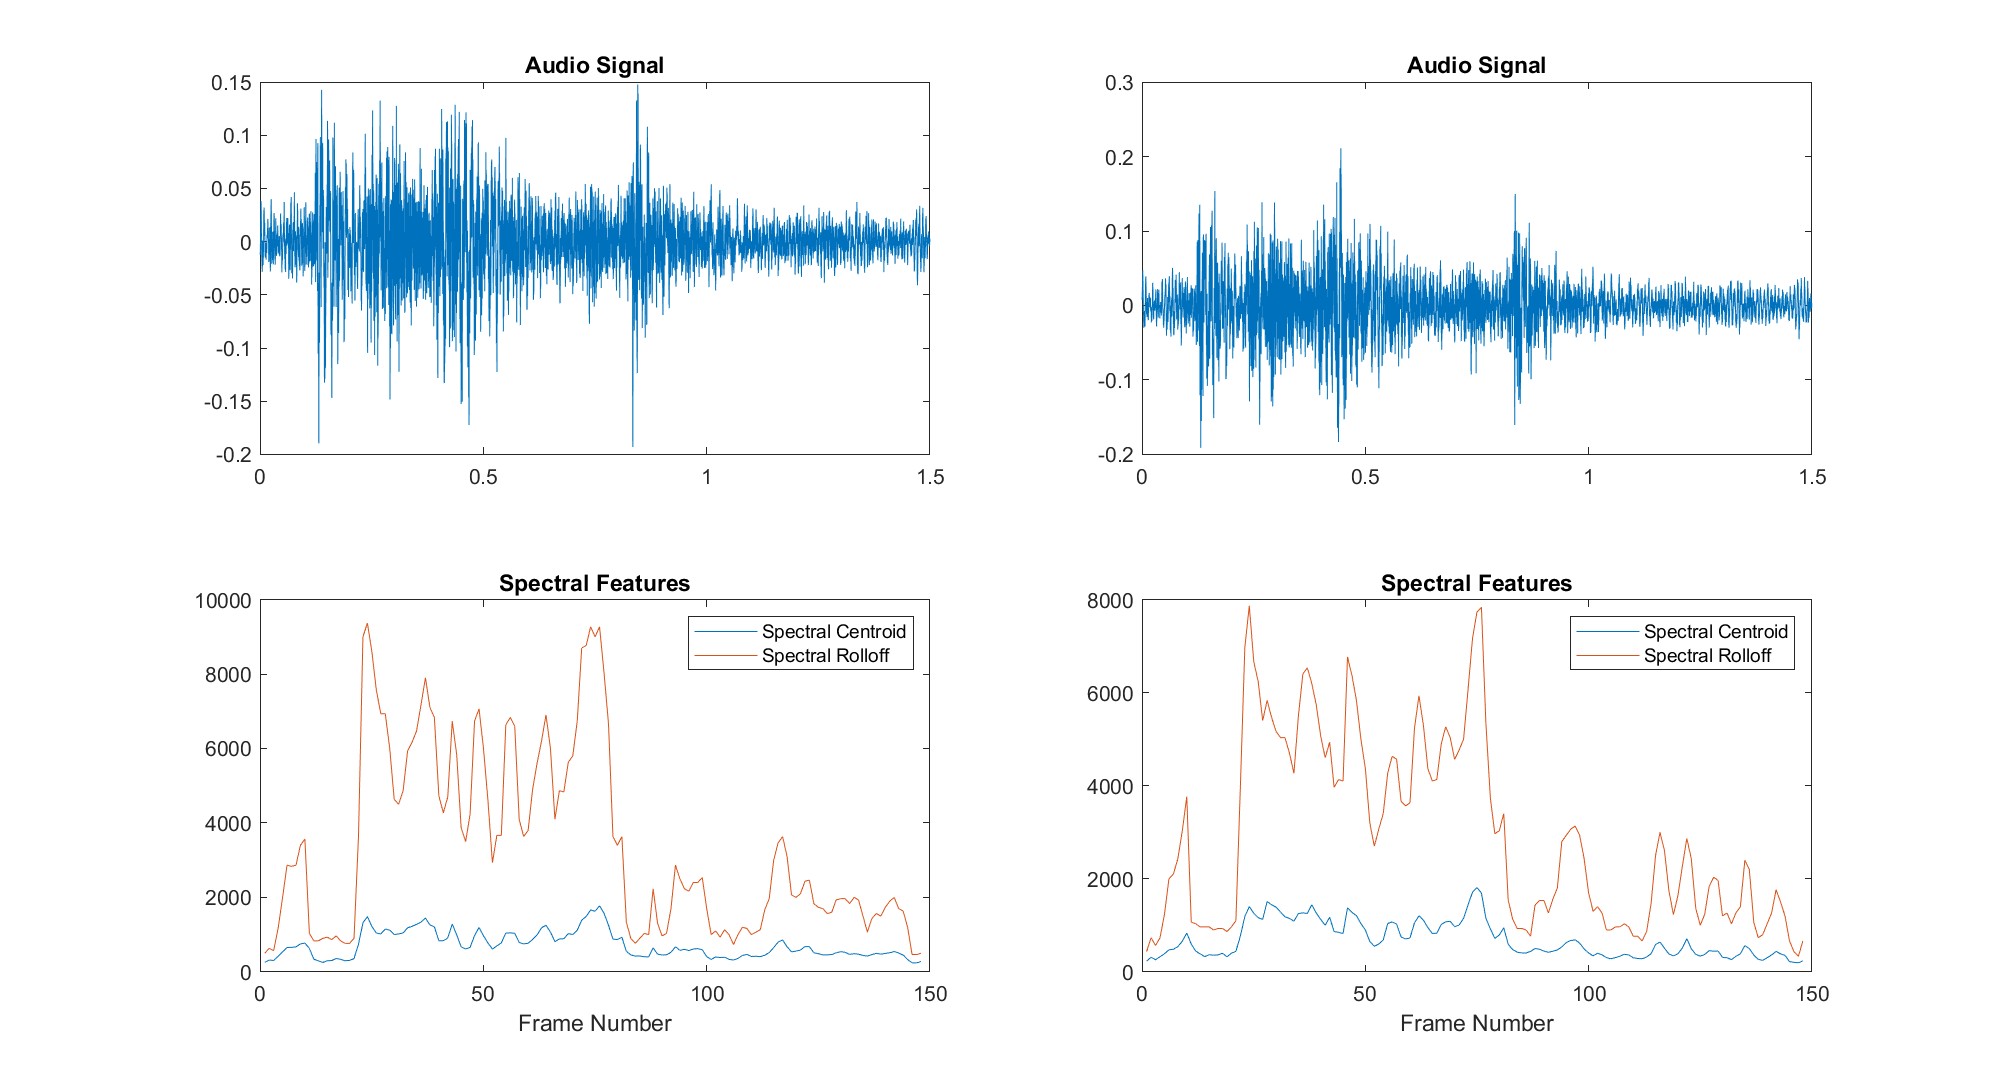 Audio Signal
0.15
0.1
0.05
0
-0.05
-0.1
-0.15
-0.2
0 0.5 1 1.5
Audio Signal
0.3
0.2
0.1
0
-0.1
-0.2
0 0.5 1 1.5
Spectral Features
10000
8000
6000
4000
2000
0
Spectral Centroid
Spectral Rolloff
0 50 100 150
Frame Number
Spectral Features
8000
6000
4000
2000
0
Spectral Centroid
Spectral Rolloff
0 50 100 150
Frame Number